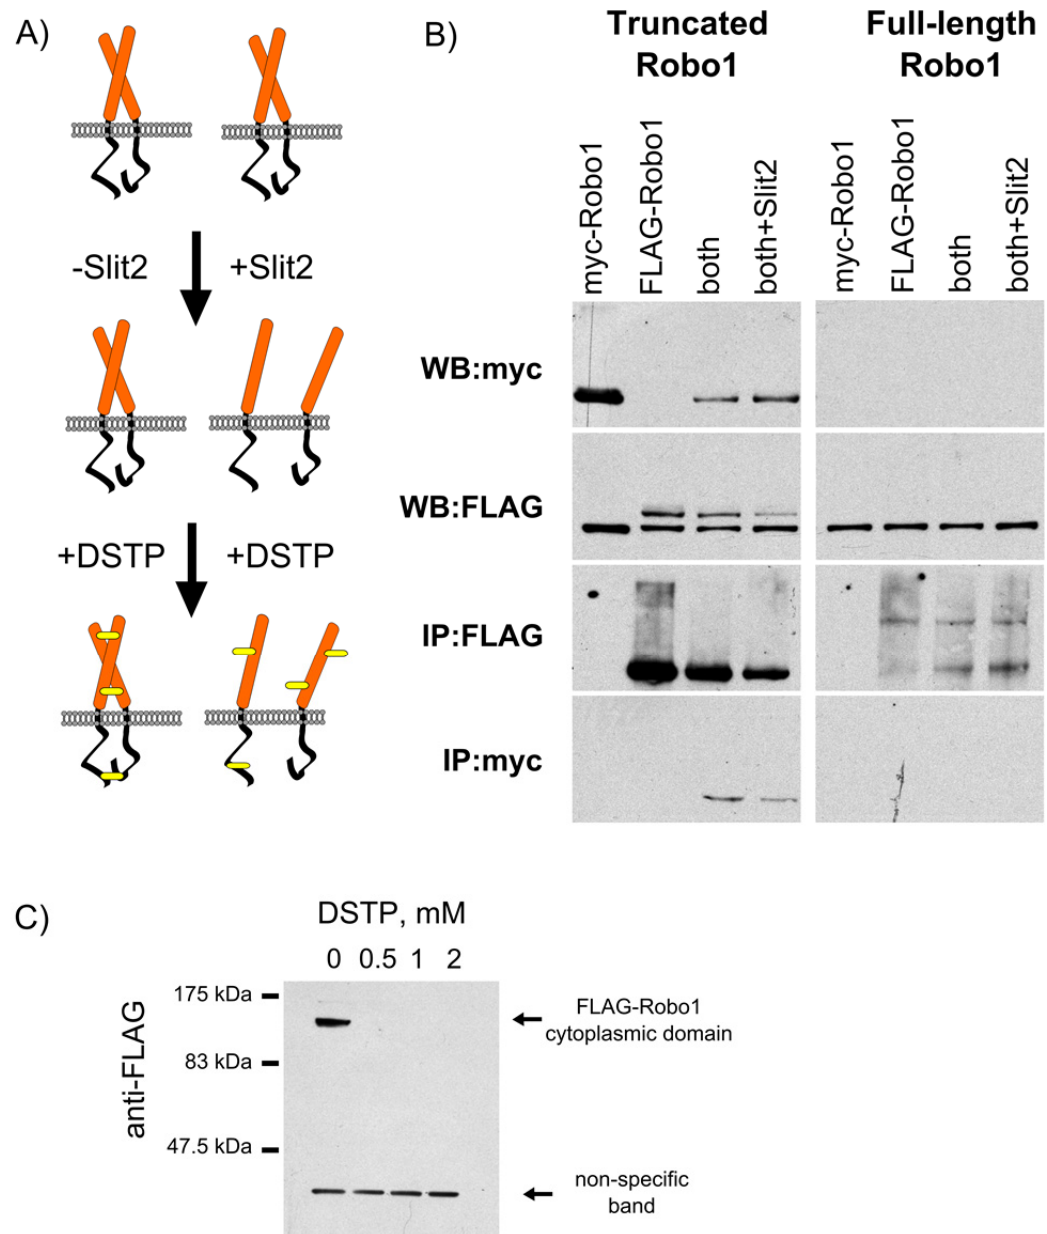 A)
-Slit2
+Slit2
+DSTP
+DSTP
B)
Truncated
Robo1
Full-length
Robo1
myc-Robo1
FLAG-Robo1
both
both+Slit2
myc-Robo1
FLAG-Robo1
both
both+Slit2
WB:myc
WB:FLAG
IP:FLAG
IP:myc
C)
DSTP, mM
0 0.5 1 2
anti-FLAG
175 kDa
83 kDa
47.5 kDa
FLAG-Robo1
cytoplasmic domain
non-specific
band